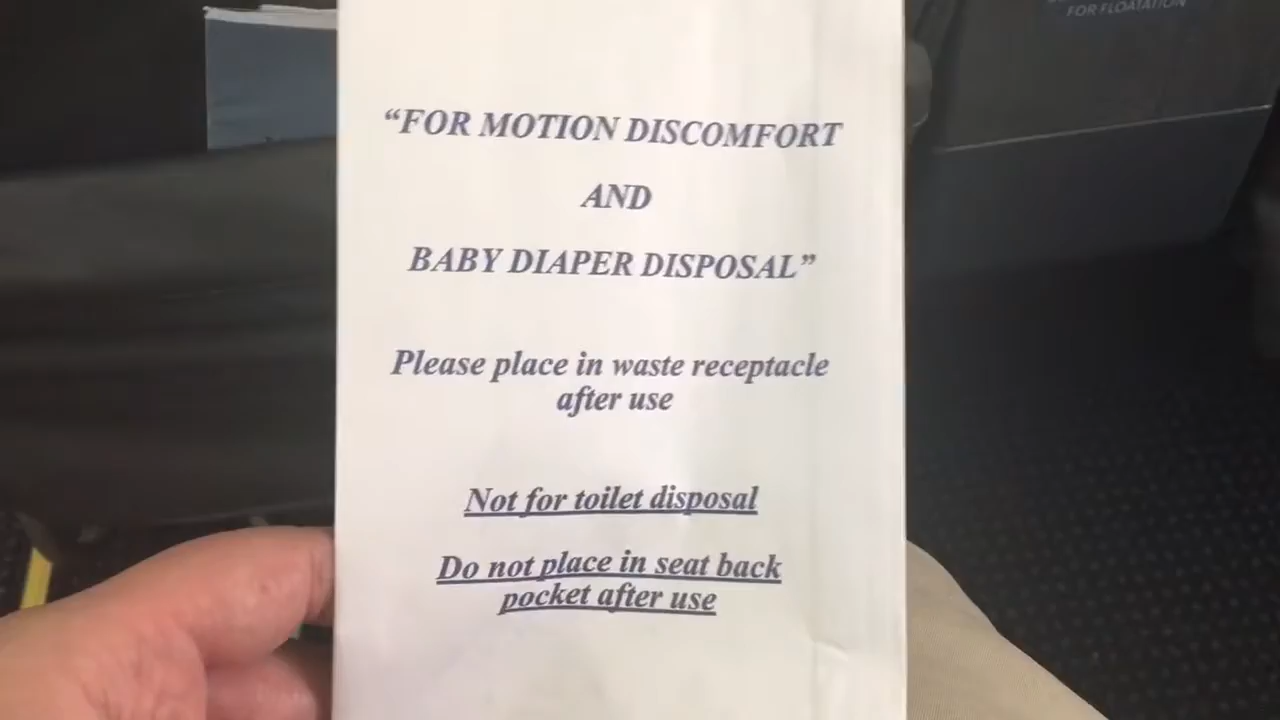 FOR FLOATATION
“FOR MOTION DISCOMFORT
AND
BABY DIAPER DISPOSAL”
Please place in waste receptacle
after use
Not for toilet disposal
Do not place in seat back
pocket after use